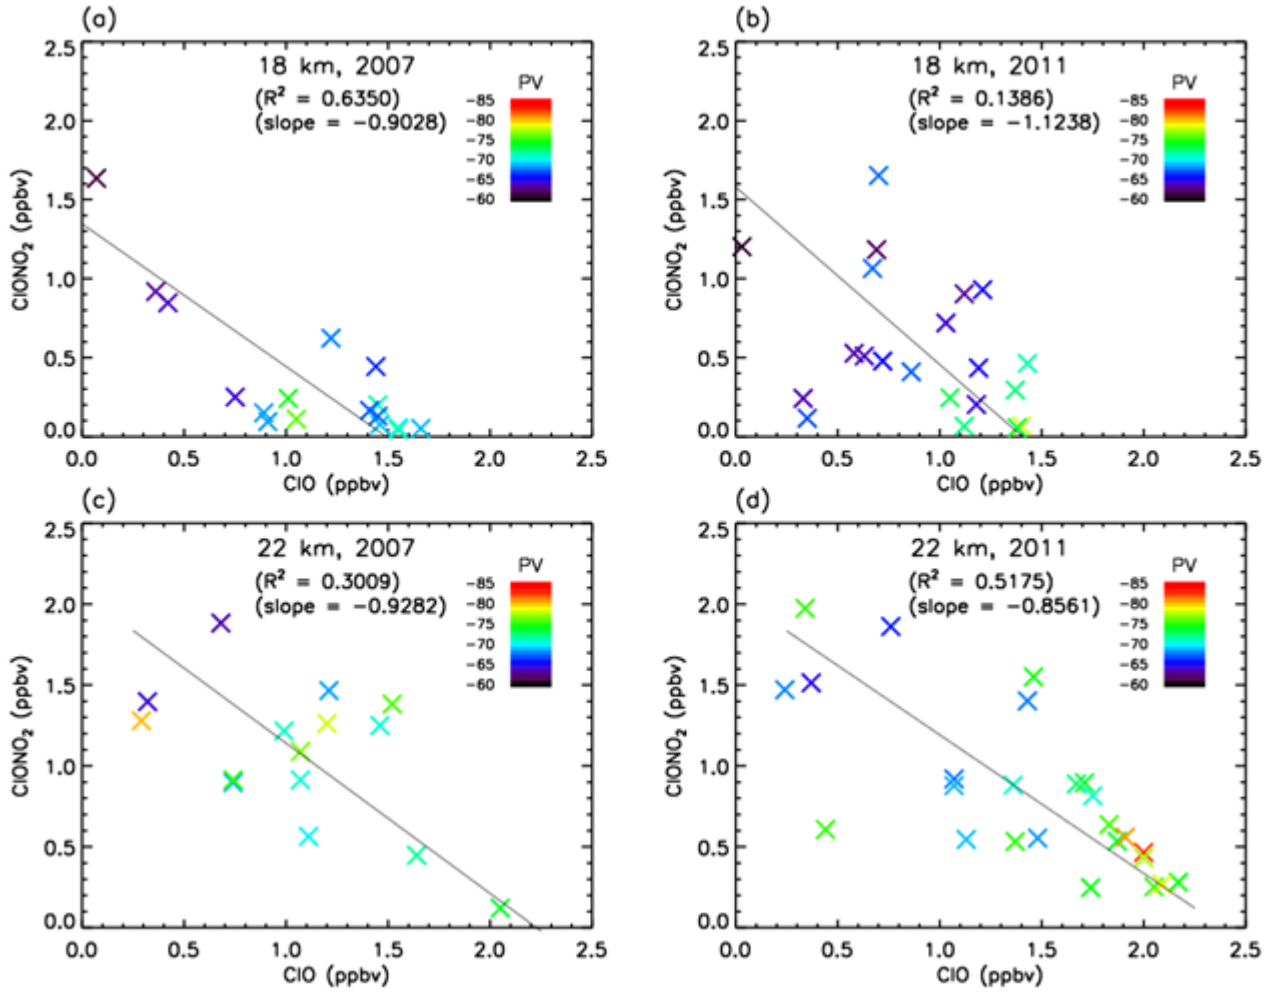 (a)
18 km, 2007
(R² = 0.6350)
(slope = −0.9028)
PV
−85
−80
−75
−70
−65
−60
2.5
2.0
1.5
1.0
0.5
0.0
ClONO₂ (ppbv)
0.0 0.5 1.0 1.5 2.0 2.5
ClO (ppbv)
(b)
18 km, 2011
(R² = 0.1386)
(slope = −1.1238)
PV
−85
−80
−75
−70
−65
−60
2.5
2.0
1.5
1.0
0.5
0.0
ClONO₂ (ppbv)
0.0 0.5 1.0 1.5 2.0 2.5
ClO (ppbv)
(c)
22 km, 2007
(R² = 0.3009)
(slope = −0.9282)
PV
−85
−80
−75
−70
−65
−60
2.5
2.0
1.5
1.0
0.5
0.0
ClONO₂ (ppbv)
0.0 0.5 1.0 1.5 2.0 2.5
ClO (ppbv)
(d)
22 km, 2011
(R² = 0.5175)
(slope = −0.8561)
PV
−85
−80
−75
−70
−65
−60
2.5
2.0
1.5
1.0
0.5
0.0
ClONO₂ (ppbv)
0.0 0.5 1.0 1.5 2.0 2.5
ClO (ppbv)